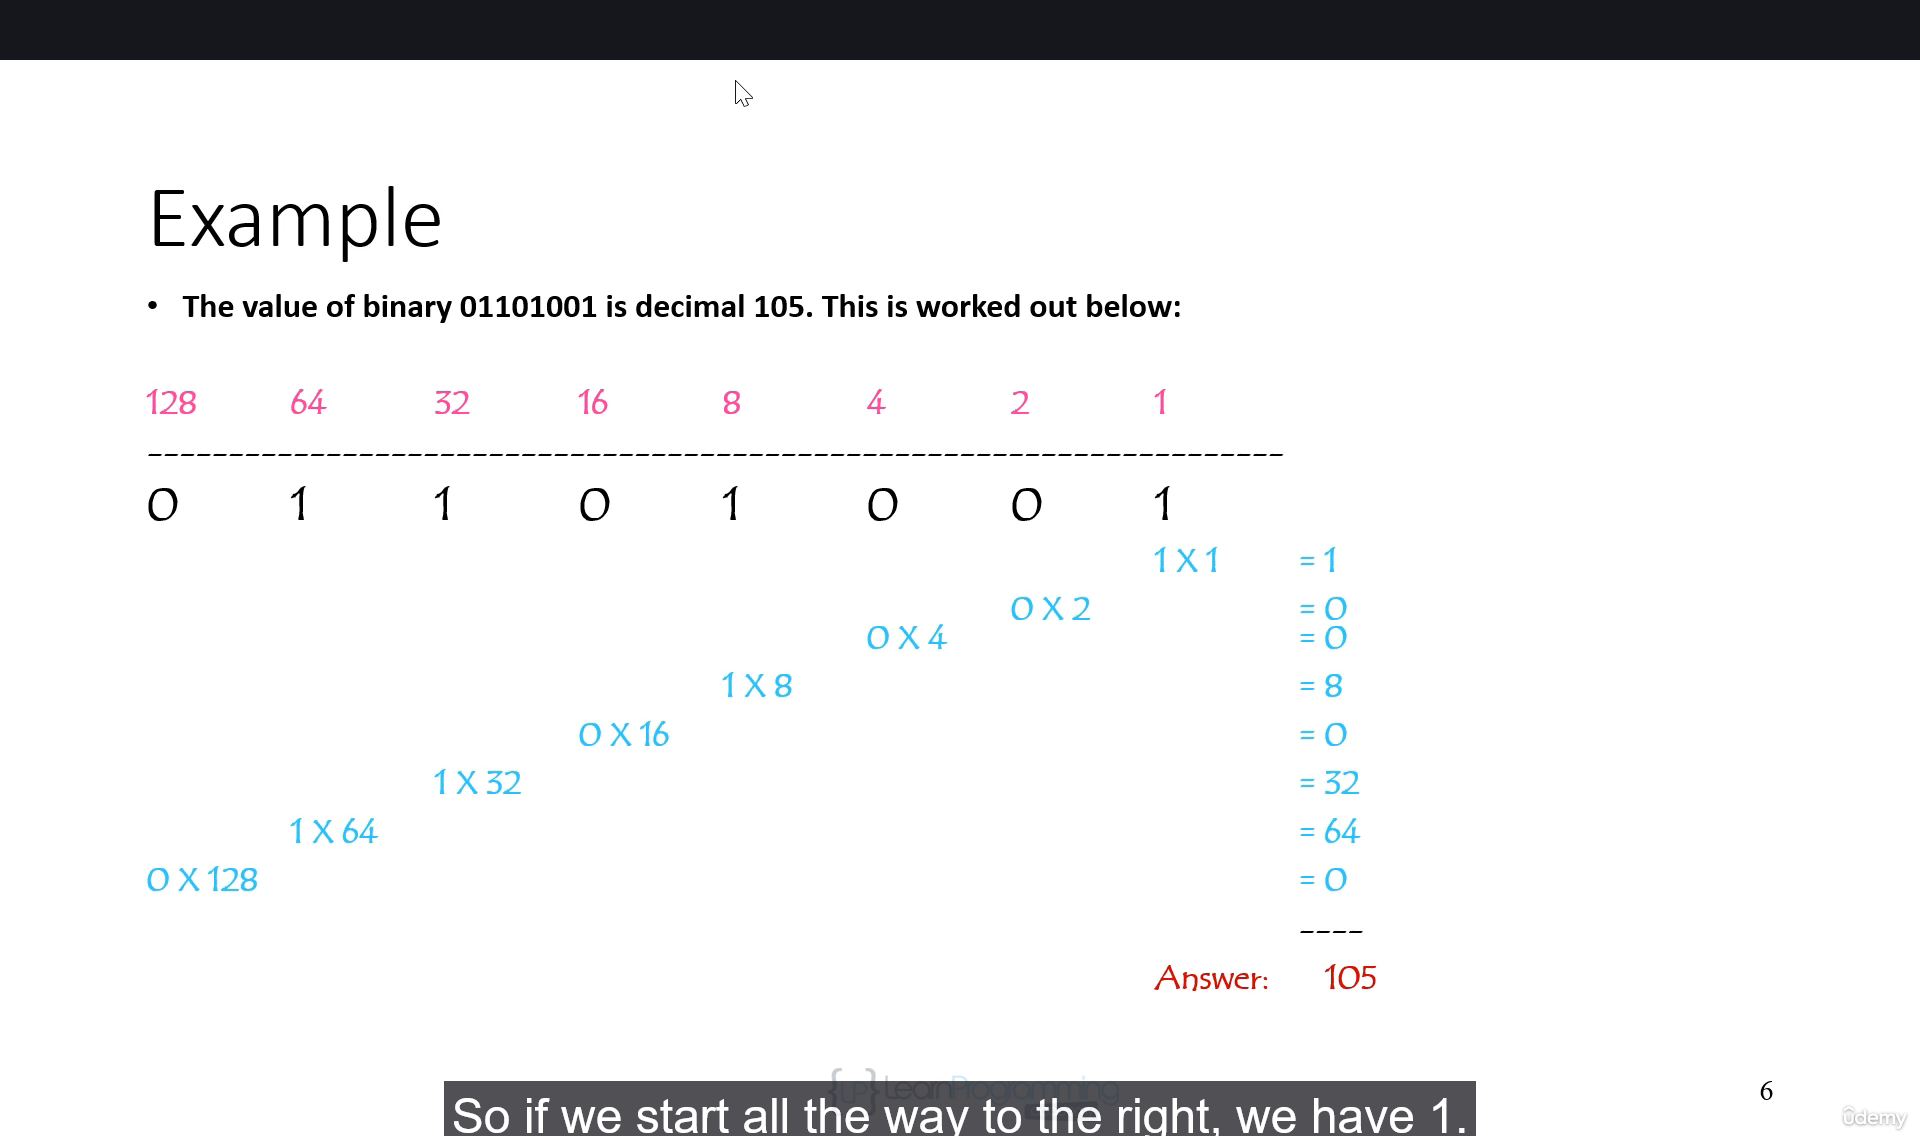 Example
• The value of binary 01101001 is decimal 105. This is worked out below:
128 64 32 16 8 4 2 1
-----------------------------------------------------------------------
0 1 1 0 1 0 0 1
1 X 1 = 1
0 X 2 = 0
0 X 4 = 0
1 X 8 = 8
0 X 16 = 0
1 X 32 = 32
1 X 64 = 64
0 X 128 = 0
----
Answer: 105
{LP} LearnProgramming
So if we start all the way to the right, we have 1.
6
ûdemy